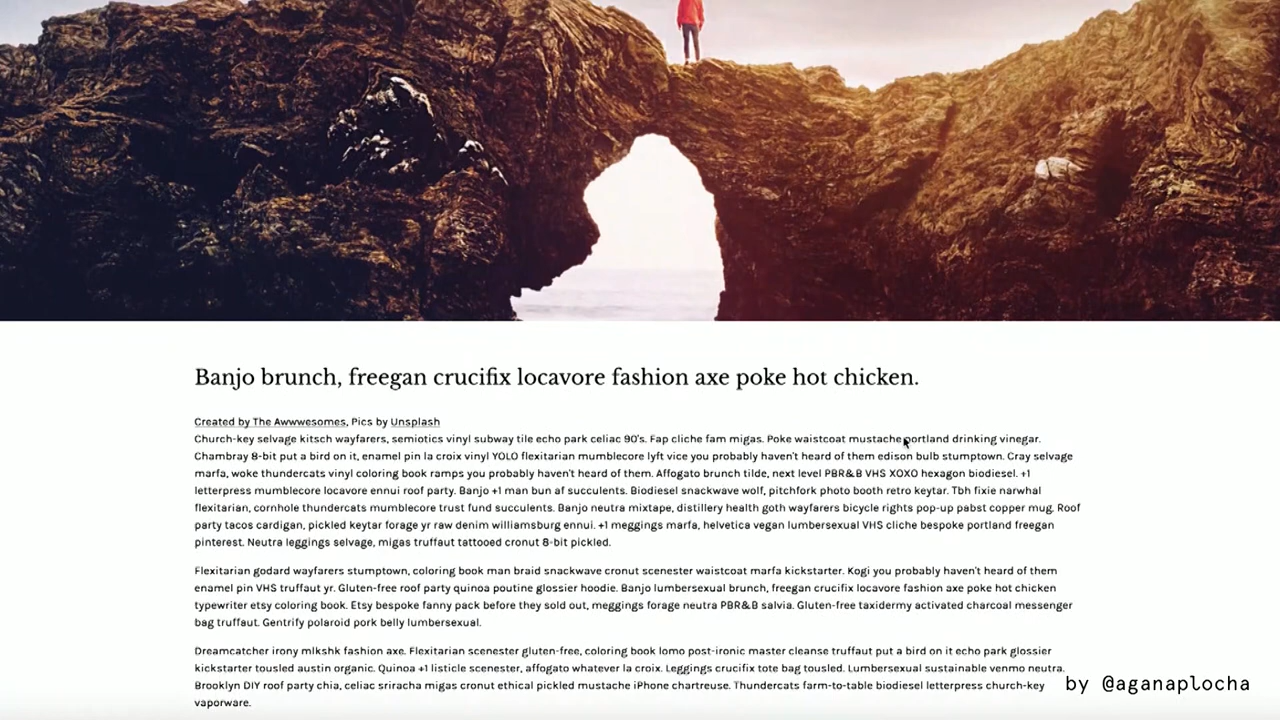 Banjo brunch, freegan crucifix locavore fashion axe poke hot chicken.
Created by The Awwwesomes, Pics by Unsplash
Church-key selvage kitsch wayfarers, semiotics vinyl subway tile echo park celiac 90's. Fap cliche fam migas. Poke waistcoat mustache portland drinking vinegar.
Chambray 8-bit put a bird on it, enamel pin la croix vinyl YOLO flexitarian mumblecore lyft vice you probably haven't heard of them edison bulb stumptown. Cray selvage
marfa, woke thundercats vinyl coloring book ramps you probably haven't heard of them. Affogato brunch tilde, next level PBR&B VHS XOXO hexagon biodiesel. +1
letterpress mumblecore locavore ennui roof party. Banjo +1 man bun af succulents. Biodiesel snackwave wolf, pitchfork photo booth retro keytar. Tbh fixie narwhal
flexitarian, cornhole thundercats mumblecore trust fund succulents. Banjo neutra mixtape, distillery health goth wayfarers bicycle rights pop-up pabst copper mug. Roof
party tacos cardigan, pickled keytar forage yr raw denim williamsburg ennui. +1 meggings marfa, helvetica vegan lumbersexual VHS cliche bespoke portland freegan
pinterest. Neutra leggings selvage, migas truffaut tattooed cronut 8-bit pickled.
Flexitarian godard wayfarers stumptown, coloring book man braid snackwave cronut scenester waistcoat marfa kickstarter. Kogi you probably haven't heard of them
enamel pin VHS truffaut yr. Gluten-free roof party quinoa poutine glossier hoodie. Banjo lumbersexual brunch, freegan crucifix locavore fashion axe poke hot chicken
typewriter etsy coloring book. Etsy bespoke fanny pack before they sold out, meggings forage neutra PBR&B salvia. Gluten-free taxidermy activated charcoal messenger
bag truffaut. Gentrify polaroid pork belly lumbersexual.
Dreamcatcher irony mlkshk fashion axe. Flexitarian scenester gluten-free, coloring book lomo post-ironic master cleanse truffaut put a bird on it echo park glossier
kickstarter tousled austin organic. Quinoa +1 listicle scenester, affogato whatever la croix. Leggings crucifix tote bag tousled. Lumbersexual sustainable venmo neutra.
Brooklyn DIY roof party chia, celiac sriracha migas cronut ethical pickled mustache iPhone chartreuse. Thundercats farm-to-table biodiesel letterpress church-key
vaporware.
by @aganaplocha